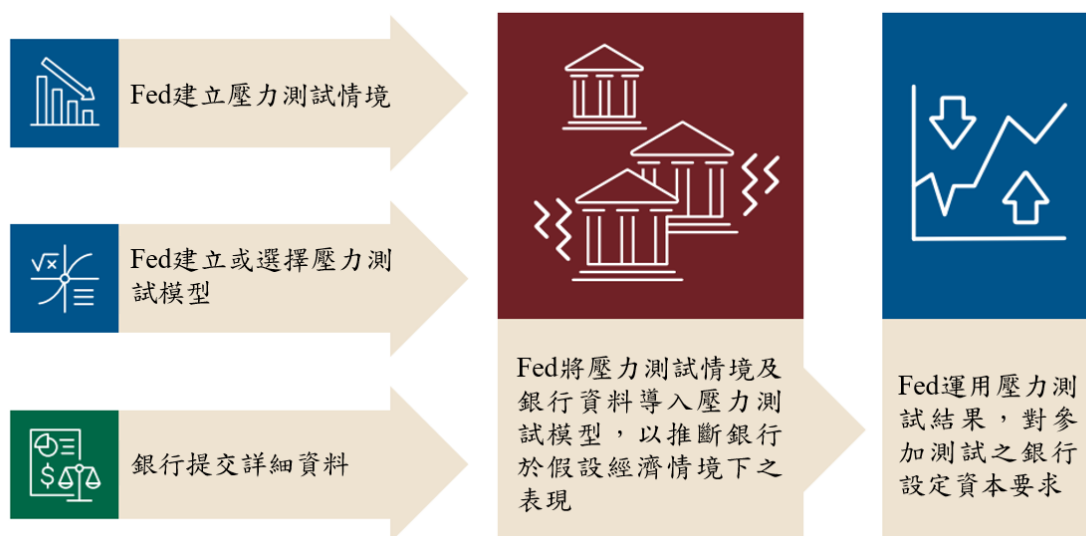 Fed建立壓力測試情境
Fed建立或選擇壓力測
試模型
銀行提交詳細資料
Fed將壓力測試情境及
銀行資料導入壓力測
試模型，以推斷銀行
於假設經濟情境下之
表現
Fed運用壓力測
試結果，對參
加測試之銀行
設定資本要求